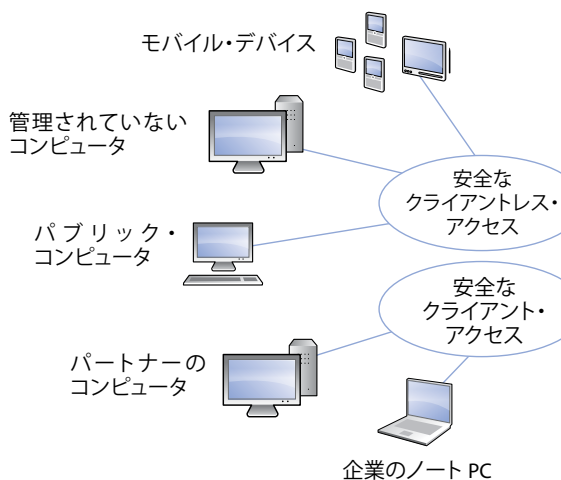 モバイル・デバイス
管理されていない
コンピュータ
安全な
クライアントレス・
アクセス
パブリック・
コンピュータ
安全な
クライアント・
アクセス
パートナーの
コンピュータ
企業のノート PC